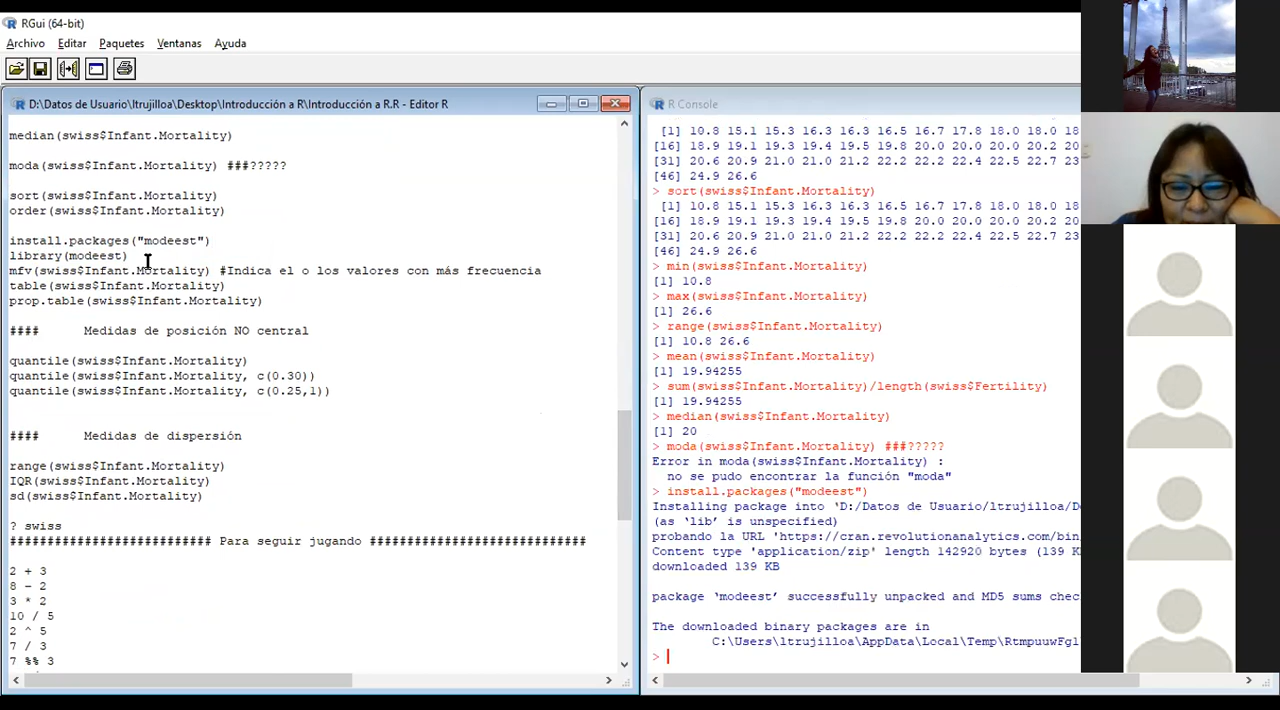 RGui (64-bit)
Archivo Editar Paquetes Ventanas Ayuda
D:\Datos de Usuario\ltrujilloa\Desktop\Introducción a R\Introducción a R.R - Editor R
median(swiss$Infant.Mortality)
moda(swiss$Infant.Mortality) ###?????
sort(swiss$Infant.Mortality)
order(swiss$Infant.Mortality)
install.packages("modeest")
library(modeest)
mfv(swiss$Infant.Mortality) #Indica el o los valores con más frecuencia
table(swiss$Infant.Mortality)
prop.table(swiss$Infant.Mortality)
#### Medidas de posición NO central
quantile(swiss$Infant.Mortality)
quantile(swiss$Infant.Mortality, c(0.30))
quantile(swiss$Infant.Mortality, c(0.25,1))
#### Medidas de dispersión
range(swiss$Infant.Mortality)
IQR(swiss$Infant.Mortality)
sd(swiss$Infant.Mortality)
? swiss
########################### Para seguir jugando #############################
2 + 3
8 - 2
3 * 2
10 / 5
2 ^ 5
7 / 3
7 %% 3
R Console
[1] 10.8 15.1 15.3 16.3 16.3 16.5 16.7 17.8 18.0 18.0 18
[16] 18.9 19.1 19.3 19.4 19.5 19.8 20.0 20.0 20.0 20.2 20
[31] 20.6 20.9 21.0 21.0 21.2 22.2 22.4 22.5 22.7 23
[46] 24.9 26.6
> sort(swiss$Infant.Mortality)
[1] 10.8 15.1 15.3 16.3 16.3 16.5 16.7 17.8 18.0 18.0 18
[16] 18.9 19.1 19.3 19.4 19.5 19.8 20.0 20.0 20.0 20.2 20
[31] 20.6 20.9 21.0 21.0 21.2 22.2 22.4 22.5 22.7 23
[46] 24.9 26.6
> min(swiss$Infant.Mortality)
[1] 10.8
> max(swiss$Infant.Mortality)
[1] 26.6
> range(swiss$Infant.Mortality)
[1] 10.8 26.6
> mean(swiss$Infant.Mortality)
[1] 19.94255
> sum(swiss$Infant.Mortality)/length(swiss$Fertility)
[1] 19.94255
> median(swiss$Infant.Mortality)
[1] 20
> moda(swiss$Infant.Mortality) ###?????
Error in moda(swiss$Infant.Mortality) :
no se pudo encontrar la función "moda"
> install.packages("modeest")
Installing package into ‘D:/Datos de Usuario/ltrujilloa/D
(as ‘lib’ is unspecified)
probando la URL 'https://cran.revolutionanalytics.com/bin
Content type 'application/zip' length 142920 bytes (139 K
downloaded 139 KB
package ‘modeest’ successfully unpacked and MD5 sums chec
The downloaded binary packages are in
C:\Users\ltrujilloa\AppData\Local\Temp\RtmpuuwFgl
>